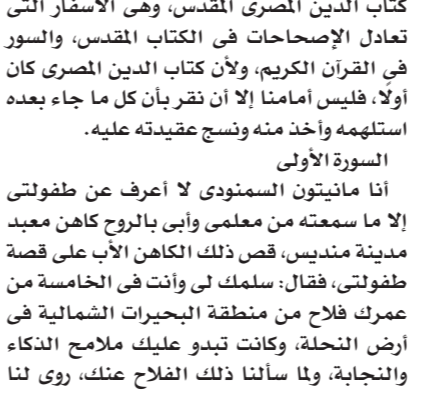 كتاب الدين المصرى المقدس، وهى الأسفار التى
تعادل الإصحاحات فى الكتاب المقدس، والسور
فى القرآن الكريم، ولأن كتاب الدين المصرى كان
أولًا، فليس أمامنا إلا أن نقر بأن كل ما جاء بعده
استلهمه وأخذ منه ونسج عقيدته عليه.
السورة الأولى
أنا مانيتون السمنودى لا أعرف عن طفولتى
إلا ما سمعته من معلمى وأبى بالروح كاهن معبد
مدينة منديس، قص ذلك الكاهن الأب على قصة
طفولتى، فقال: سلمك لى وأنت فى الخامسة من
عمرك فلاح من منطقة البحيرات الشمالية فى
أرض النحلة، وكانت تبدو عليك ملامح الذكاء
والنجابة، ولما سألنا ذلك الفلاح عنك، روى لنا